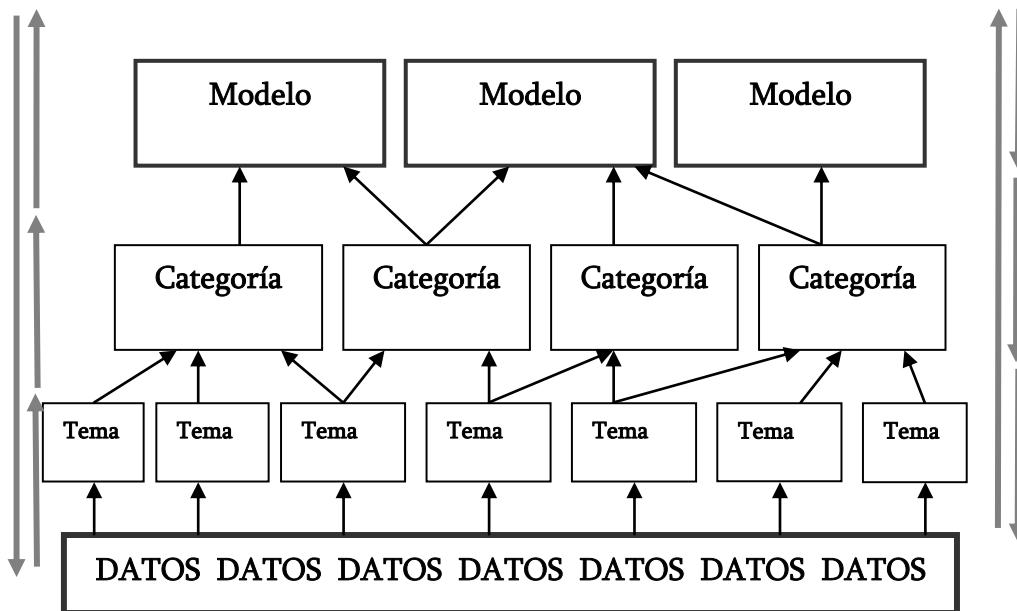 Modelo Modelo Modelo
Categoría Categoría Categoría Categoría
Tema Tema Tema Tema Tema Tema Tema
DATOS DATOS DATOS DATOS DATOS DATOS DATOS